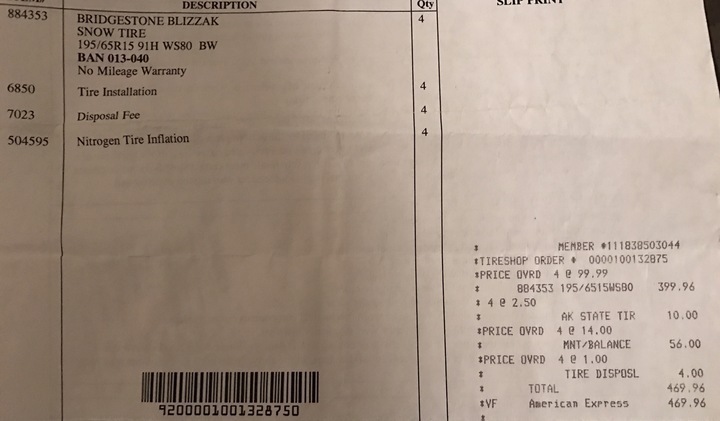 DESCRIPTION Qty SLIP PRINT
884353 BRIDGESTONE BLIZZAK 4
SNOW TIRE
195/65R15 91H WS80 BW
BAN 013-040
No Mileage Warranty
6850 Tire Installation 4
7023 Disposal Fee 4
504595 Nitrogen Tire Inflation 4
* MEMBER #111838503044
*TIRESHOP ORDER # 0000100132875
*PRICE OVRD 4 @ 99.99
* 884353 195/6515WS80 399.96
* 4 @ 2.50
* AK STATE TIR 10.00
*PRICE OVRD 4 @ 14.00
* MNT/BALANCE 56.00
*PRICE OVRD 4 @ 1.00
* TIRE DISPOSL 4.00
* TOTAL 469.96
*VF American Express 469.96
*
9200001001328750